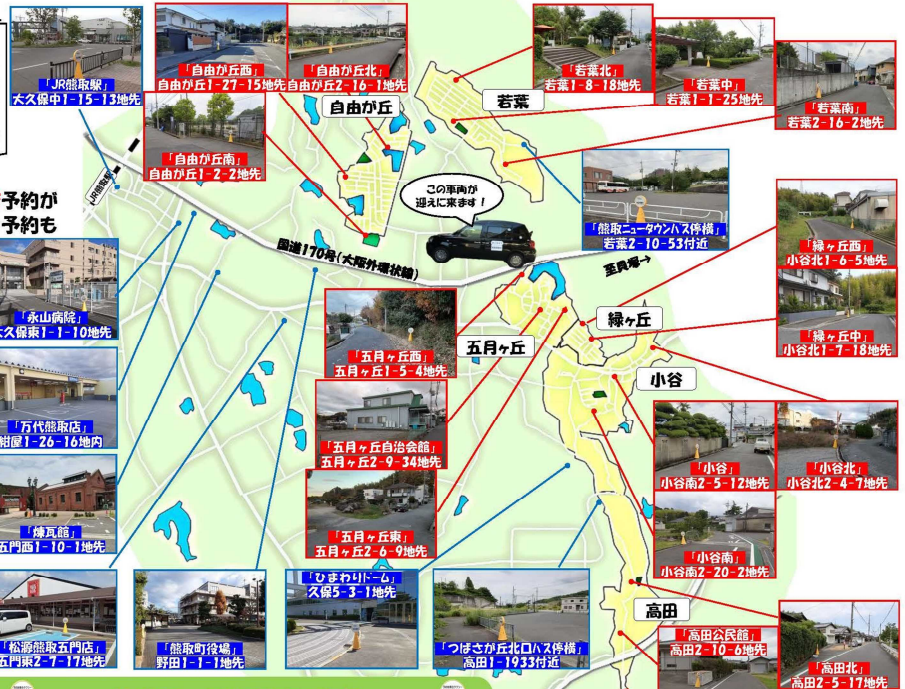 「JR熊取駅」
大久保中1-15-13地先
「自由が丘西」
自由が丘1-27-15地先
「自由が丘北」
自由が丘2-16-1地先
「若葉北」
若葉1-8-18地先
「若葉中」
若葉1-1-25地先
「若葉南」
若葉2-16-2地先
自由が丘
若葉
「自由が丘南」
自由が丘1-2-2地先
JR熊取駅
予約が
予約も
この車両が
迎えに来ます！
「熊取ニュータウンバス停横」
若葉2-10-53付近
国道170号(大阪外環状線)
至貝塚→
「緑ヶ丘西」
小谷北1-6-5地先
「永山病院」
大久保東1-1-10地先
「五月ヶ丘西」
五月ヶ丘1-5-4地先
五月ヶ丘
緑ヶ丘
「緑ヶ丘中」
小谷北1-7-18地先
小谷
「万代熊取店」
紺屋1-26-16地内
「五月ヶ丘自治会館」
五月ヶ丘2-9-34地先
「小谷」
小谷南2-5-12地先
「小谷北」
小谷北2-4-7地先
「煉瓦館」
五門西1-10-1地先
「五月ヶ丘東」
五月ヶ丘2-6-9地先
「小谷南」
小谷南2-20-2地先
「松源熊取五門店」
五門東2-7-17地先
「熊取町役場」
野田1-1-1地先
「ひまわりドーム」
久保5-3-1地先
「つばさが丘北口バス停横」
高田1-1933付近
高田
「高田公民館」
高田2-10-6地先
「高田北」
高田2-5-17地先